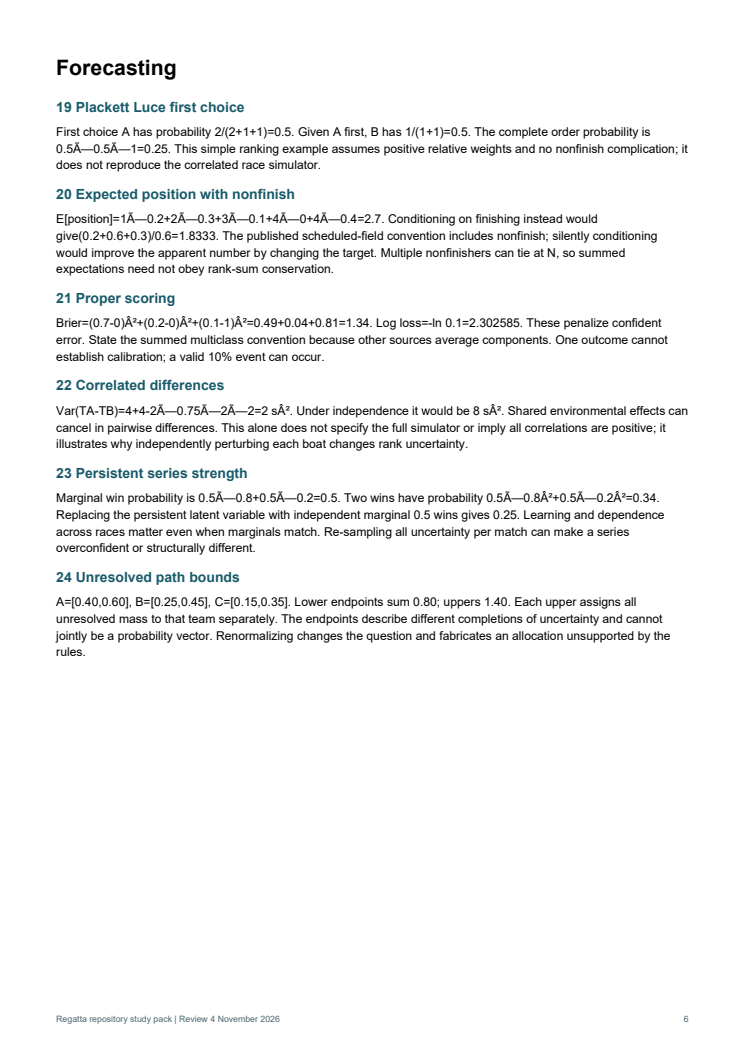 Forecasting
19 Plackett Luce first choice
First choice A has probability 2/(2+1+1)=0.5. Given A first, B has 1/(1+1)=0.5. The complete order probability is
0.5Ã—0.5Ã—1=0.25. This simple ranking example assumes positive relative weights and no nonfinish complication; it
does not reproduce the correlated race simulator.
20 Expected position with nonfinish
E[position]=1Ã—0.2+2Ã—0.3+3Ã—0.1+4Ã—0+4Ã—0.4=2.7. Conditioning on finishing instead would
give(0.2+0.6+0.3)/0.6=1.8333. The published scheduled-field convention includes nonfinish; silently conditioning
would improve the apparent number by changing the target. Multiple nonfinishers can tie at N, so summed
expectations need not obey rank-sum conservation.
21 Proper scoring
Brier=(0.7-0)Â²+(0.2-0)Â²+(0.1-1)Â²=0.49+0.04+0.81=1.34. Log loss=-ln 0.1=2.302585. These penalize confident
error. State the summed multiclass convention because other sources average components. One outcome cannot
establish calibration; a valid 10% event can occur.
22 Correlated differences
Var(TA-TB)=4+4-2Ã—0.75Ã—2Ã—2=2 sÂ². Under independence it would be 8 sÂ². Shared environmental effects can
cancel in pairwise differences. This alone does not specify the full simulator or imply all correlations are positive; it
illustrates why independently perturbing each boat changes rank uncertainty.
23 Persistent series strength
Marginal win probability is 0.5Ã—0.8+0.5Ã—0.2=0.5. Two wins have probability 0.5Ã—0.8Â²+0.5Ã—0.2Â²=0.34.
Replacing the persistent latent variable with independent marginal 0.5 wins gives 0.25. Learning and dependence
across races matter even when marginals match. Re-sampling all uncertainty per match can make a series
overconfident or structurally different.
24 Unresolved path bounds
A=[0.40,0.60], B=[0.25,0.45], C=[0.15,0.35]. Lower endpoints sum 0.80; uppers 1.40. Each upper assigns all
unresolved mass to that team separately. The endpoints describe different completions of uncertainty and cannot
jointly be a probability vector. Renormalizing changes the question and fabricates an allocation unsupported by the
rules.
Regatta repository study pack | Review 4 November 2026
6